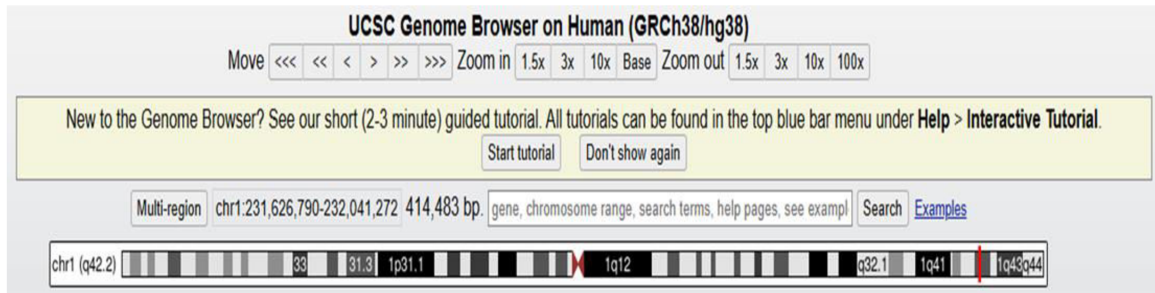 UCSC Genome Browser on Human (GRCh38/hg38)
Move <<< << < > >> >>> Zoom in 1.5x 3x 10x Base Zoom out 1.5x 3x 10x 100x
New to the Genome Browser? See our short (2-3 minute) guided tutorial. All tutorials can be found in the top blue bar menu under Help > Interactive Tutorial.
Start tutorial Don't show again
Multi-region chr1:231,626,790-232,041,272 414,483 bp. gene, chromosome range, search terms, help pages, see exampl Search Examples
chr1 (q42.2) 33 31.3 1p31.1 1q12 q32.1 1q41 1q43 q44